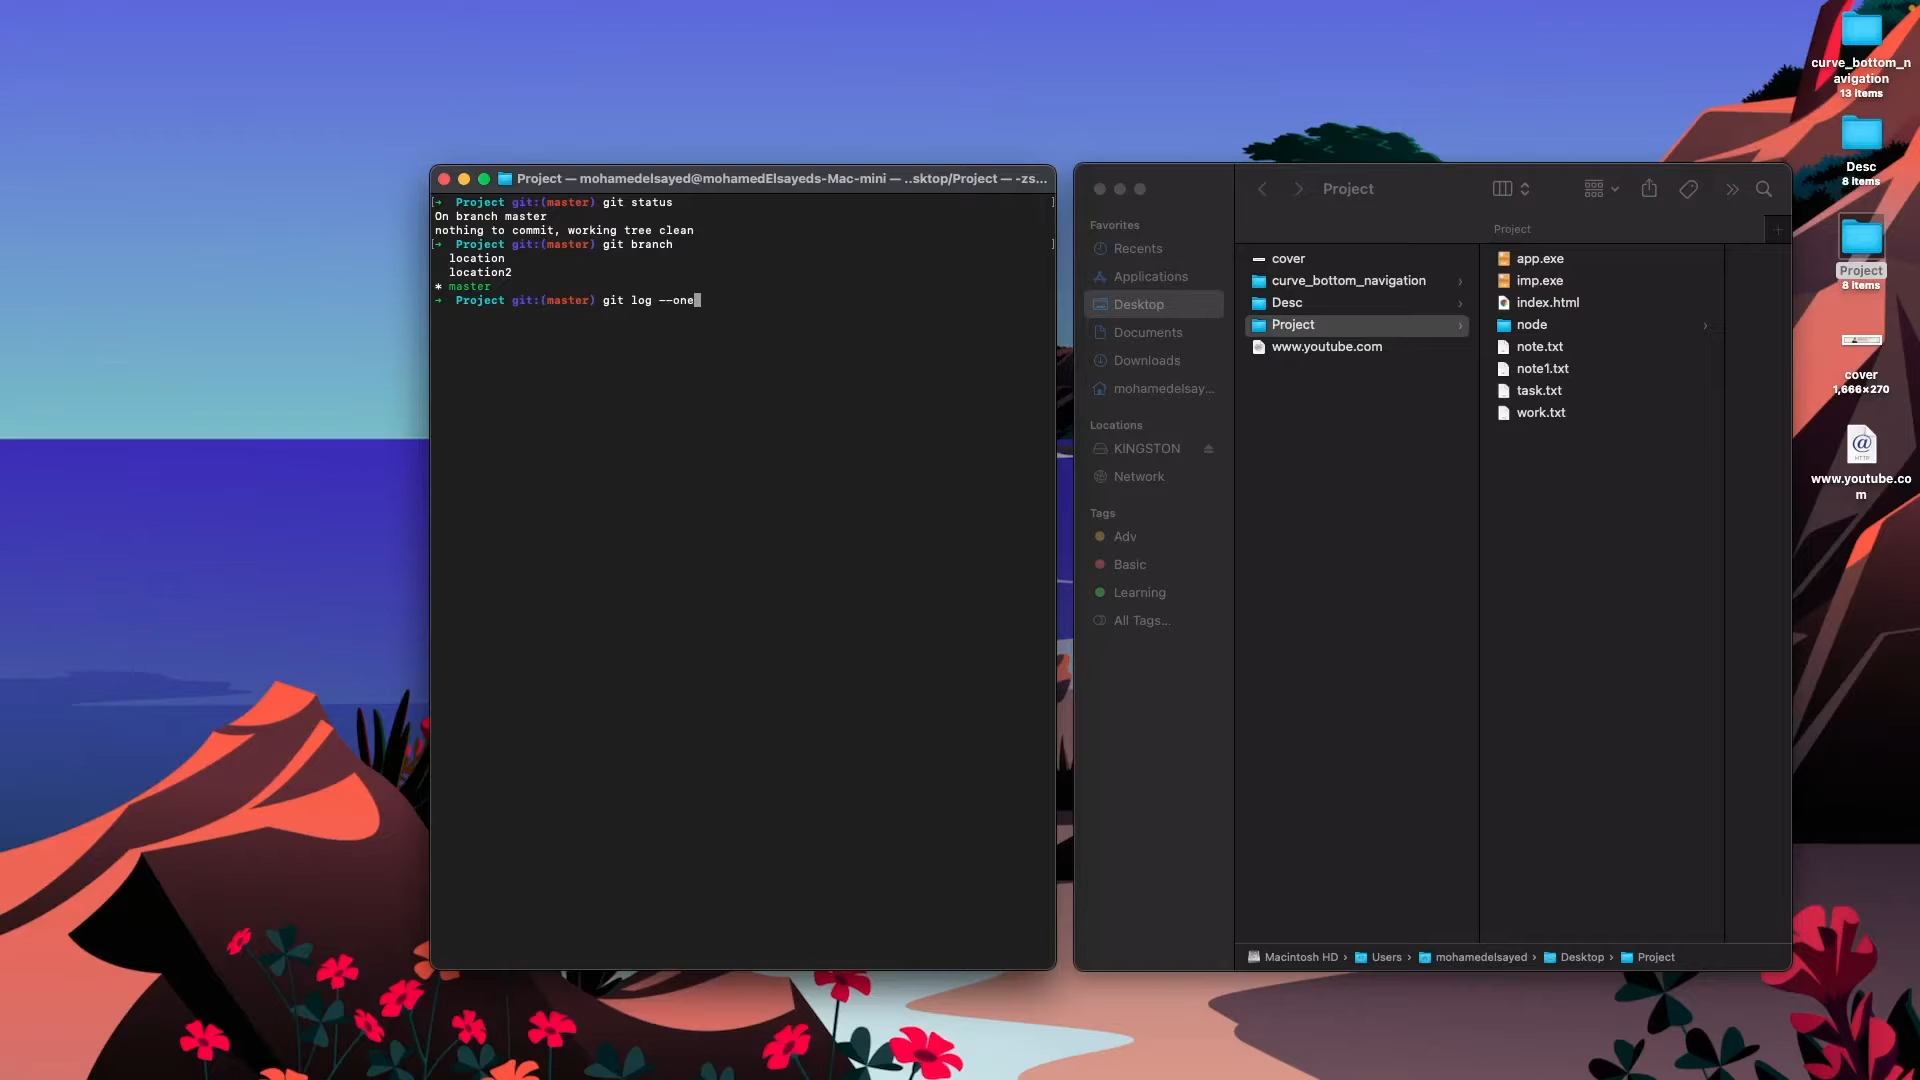 Project — mohamedelsayed@mohamedElsayeds-Mac-mini — ..sktop/Project — -zs...
[➜ Project git:(master) git status ]
On branch master
nothing to commit, working tree clean
[➜ Project git:(master) git branch ]
location
location2
* master
➜ Project git:(master) git log --one
Project
Favorites
Recents
Applications
Desktop
Documents
Downloads
mohamedelsay...
Locations
KINGSTON
Network
Tags
Adv
Basic
Learning
All Tags...
Project
cover
curve_bottom_navigation
Desc
Project
www.youtube.com
app.exe
imp.exe
index.html
node
note.txt
note1.txt
task.txt
work.txt
Macintosh HD › Users › mohamedelsayed › Desktop › Project
curve_bottom_n
avigation
13 items
Desc
8 items
Project
8 items
cover
1,666×270
@
HTTP
www.youtube.co
m